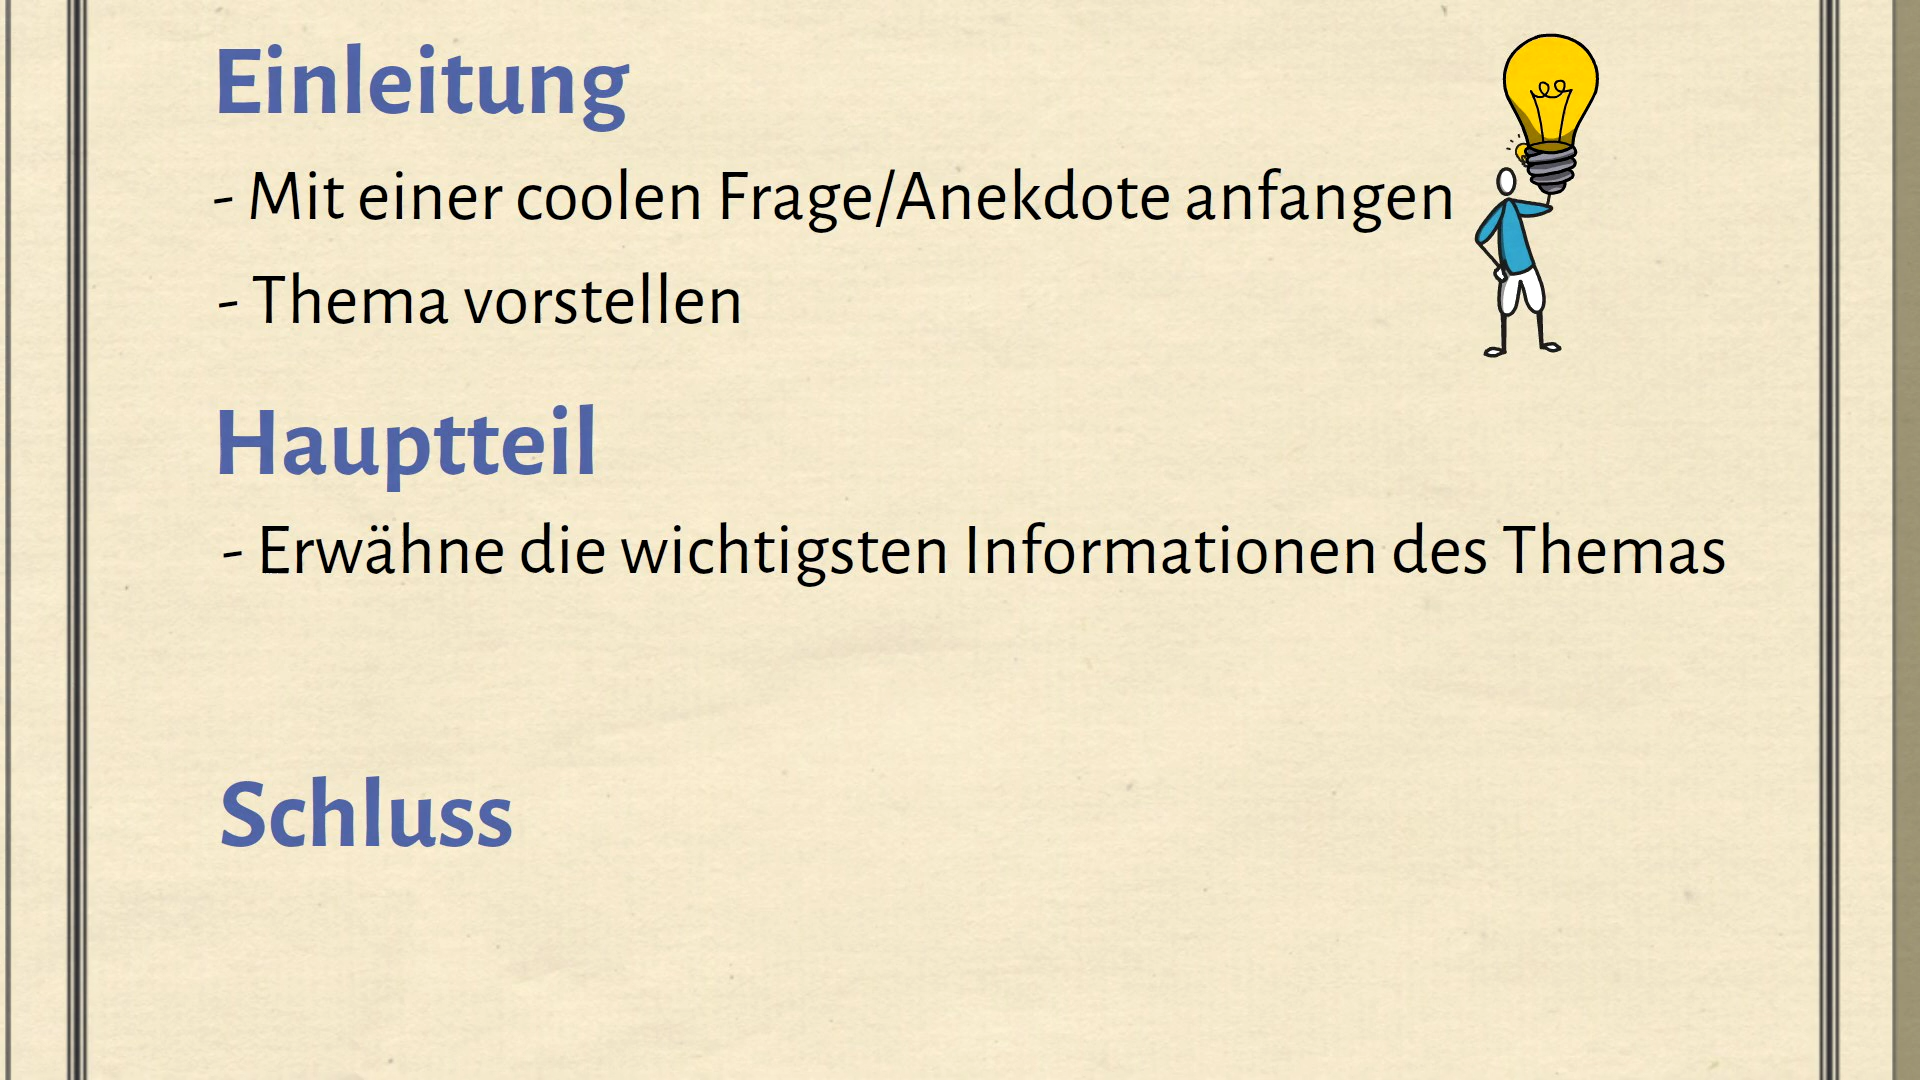 Einleitung
- Mit einer coolen Frage/Anekdote anfangen
- Thema vorstellen
Hauptteil
- Erwähne die wichtigsten Informationen des Themas
Schluss